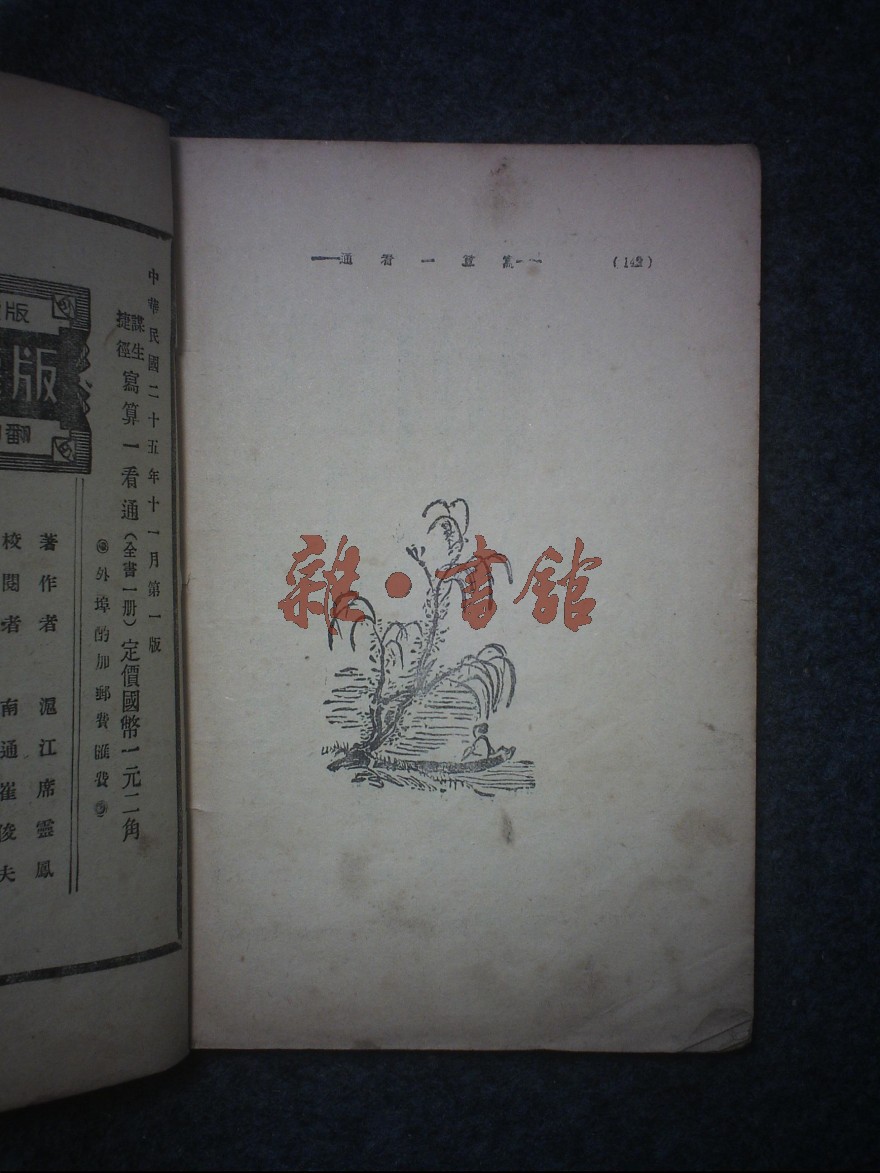 (142)
通看一算寫
中華民國二十五年十一月第一版
謀生捷徑 寫算一看通(全書一册)定價國幣一元二角
外埠酌加郵費匯費
著作者 滬江席靈鳳
校閱者 南通崔俊夫
版
版
翻
雜·書館